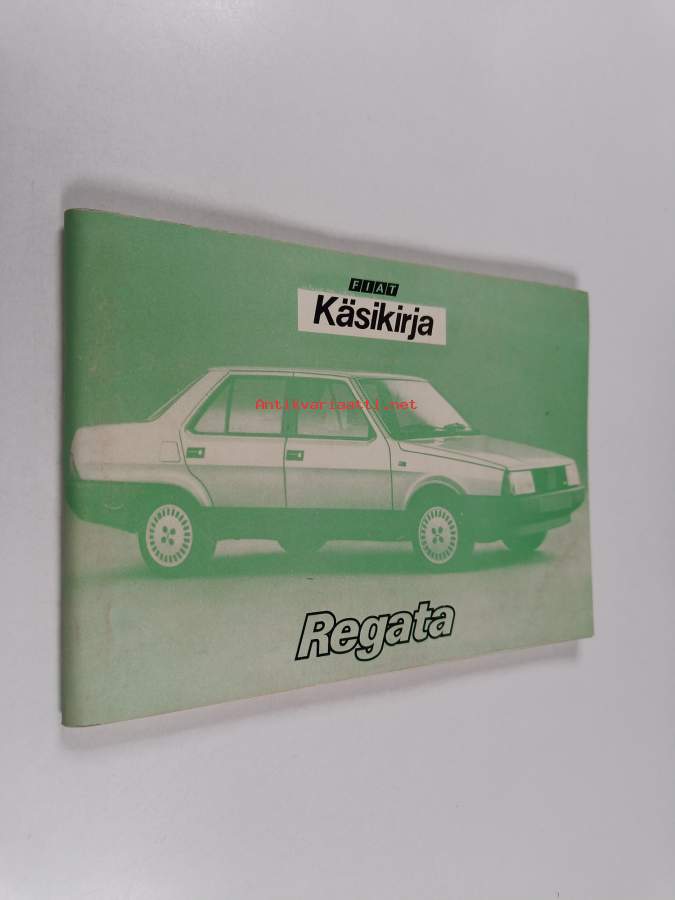 FIAT
Käsikirja
Antikvariaatti.net
Regata